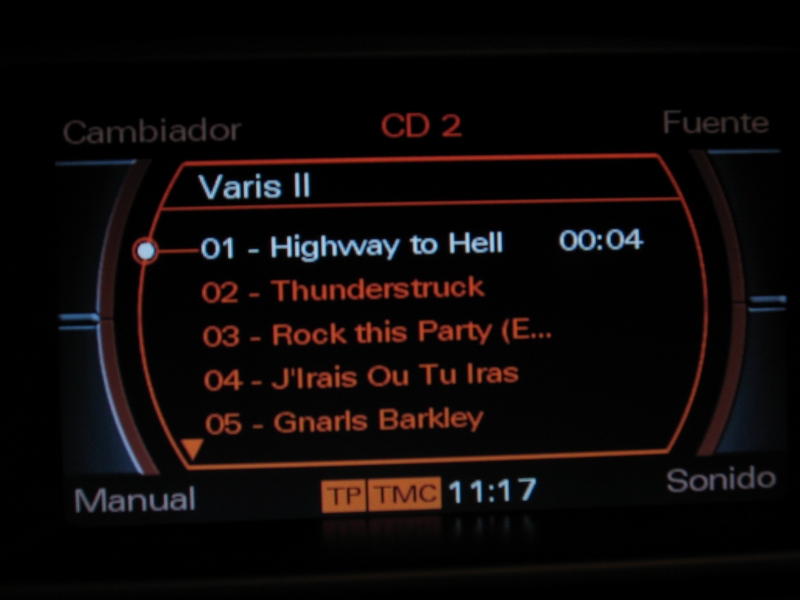 Cambiador CD 2 Fuente
Varis II
01 - Highway to Hell 00:04
02 - Thunderstruck
03 - Rock this Party (E...
04 - J'Irais Ou Tu Iras
05 - Gnarls Barkley
Manual TP TMC 11:17 Sonido